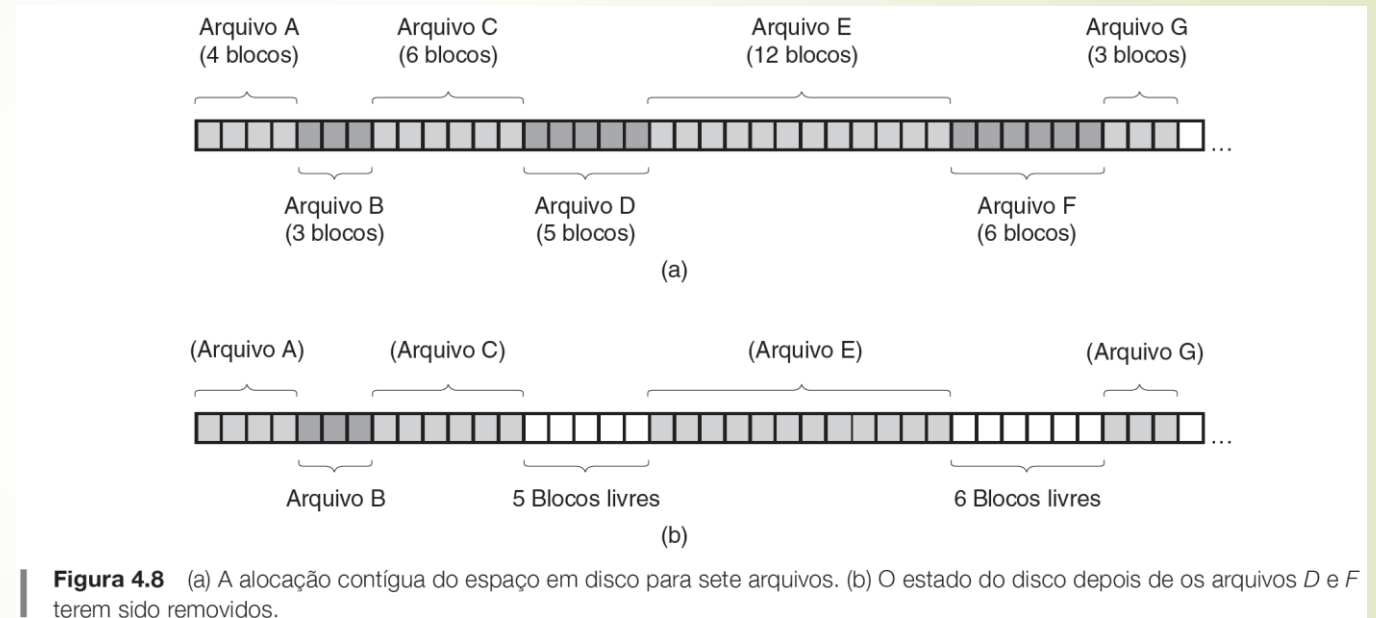 Arquivo A Arquivo C Arquivo E Arquivo G
(4 blocos) (6 blocos) (12 blocos) (3 blocos)
...
Arquivo B Arquivo D Arquivo F
(3 blocos) (5 blocos) (6 blocos)
(a)
(Arquivo A) (Arquivo C) (Arquivo E) (Arquivo G)
...
Arquivo B 5 Blocos livres 6 Blocos livres
(b)
Figura 4.8 (a) A alocação contígua do espaço em disco para sete arquivos. (b) O estado do disco depois de os arquivos D e F
terem sido removidos.